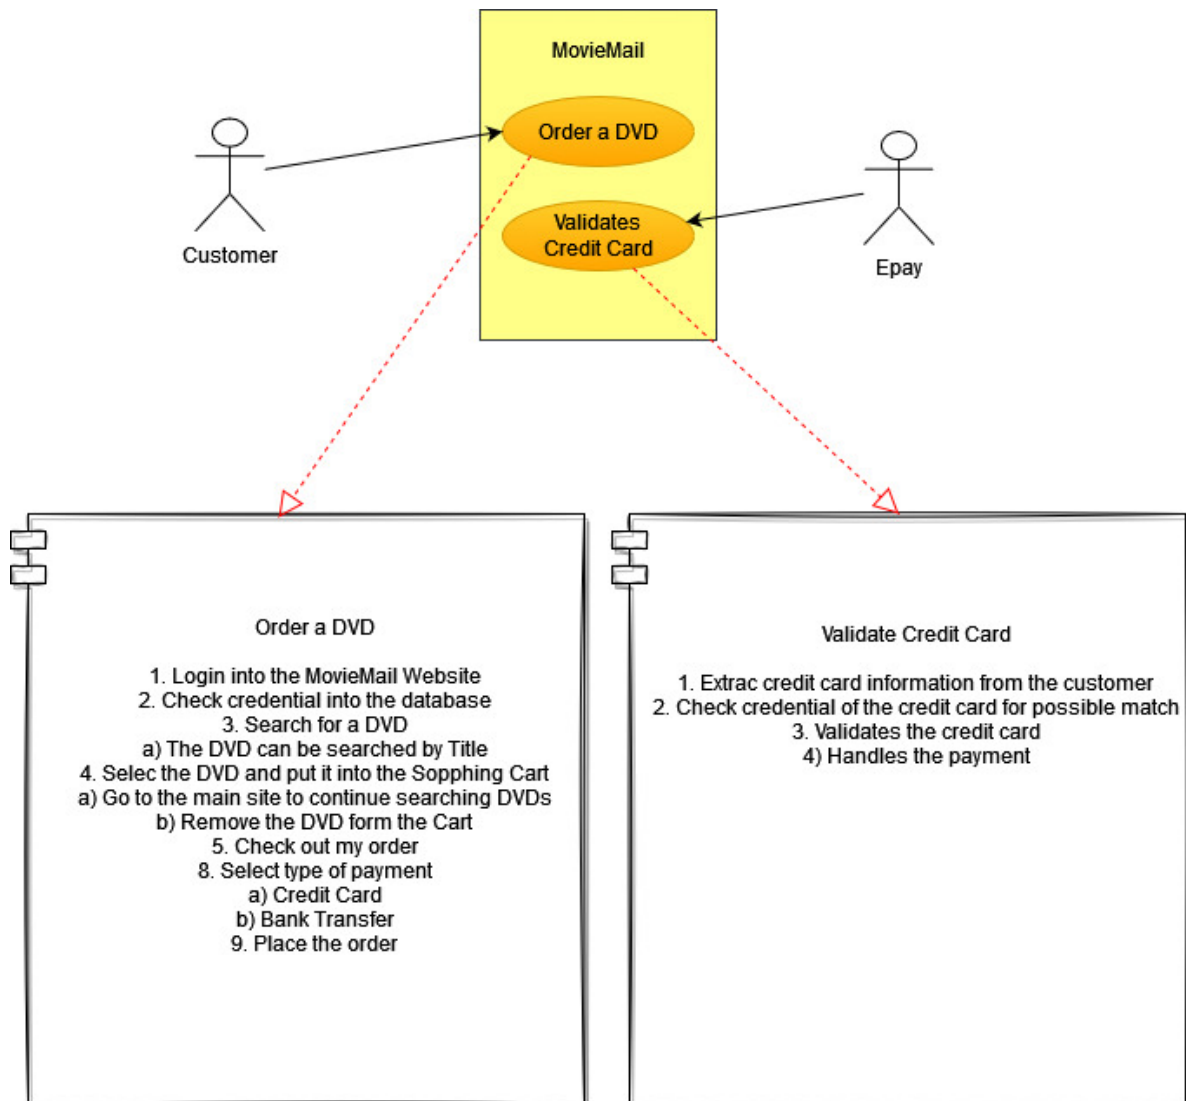 MovieMail
Order a DVD
Validates
Credit Card
Customer
Epay
Order a DVD
1. Login into the MovieMail Website
2. Check credential into the database
3. Search for a DVD
a) The DVD can be searched by Title
4. Selec the DVD and put it into the Sopphing Cart
a) Go to the main site to continue searching DVDs
b) Remove the DVD form the Cart
5. Check out my order
8. Select type of payment
a) Credit Card
b) Bank Transfer
9. Place the order
Validate Credit Card
1. Extrac credit card information from the customer
2. Check credential of the credit card for possible match
3. Validates the credit card
4) Handles the payment